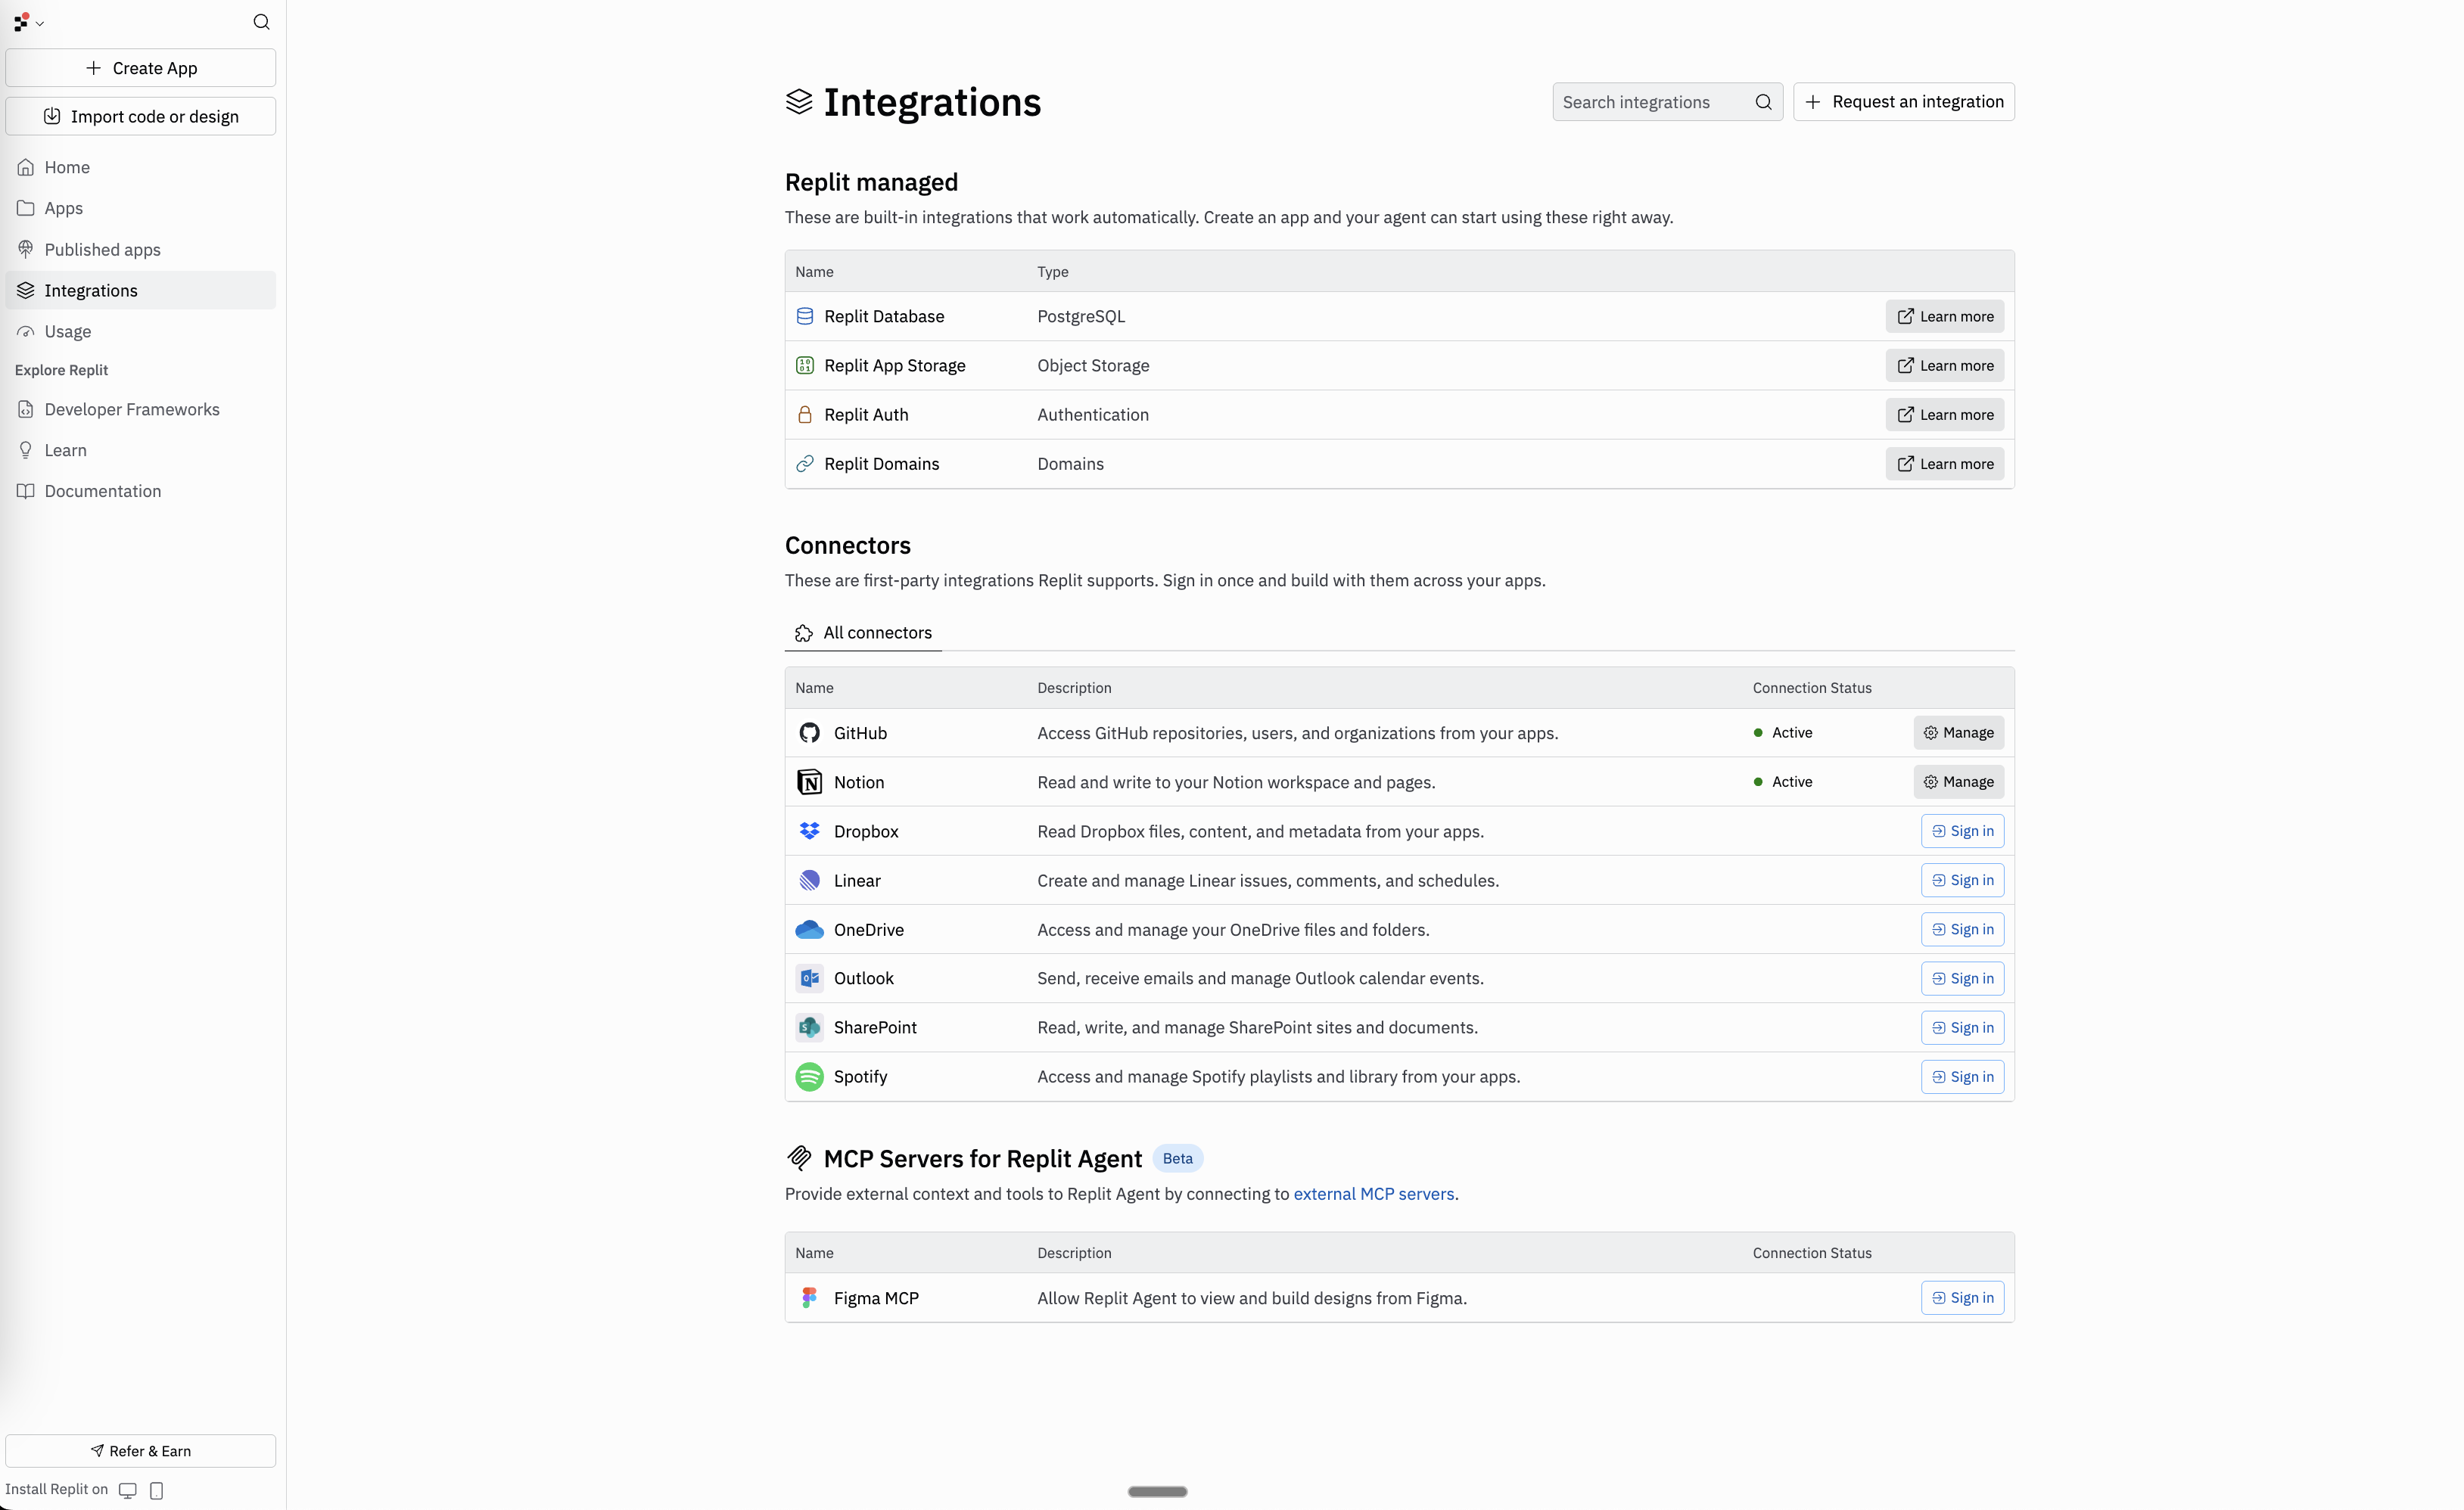 Create App
Import code or design
Home
Apps
Published apps
Integrations
Usage
Explore Replit
Developer Frameworks
Learn
Documentation
Refer & Earn
Install Replit on
Integrations
Search integrations
Request an integration
Replit managed
These are built-in integrations that work automatically. Create an app and your agent can start using these right away.
Name Type
Replit Database PostgreSQL Learn more
Replit App Storage Object Storage Learn more
Replit Auth Authentication Learn more
Replit Domains Domains Learn more
Connectors
These are first-party integrations Replit supports. Sign in once and build with them across your apps.
All connectors
Name Description Connection Status
GitHub Access GitHub repositories, users, and organizations from your apps. Active Manage
Notion Read and write to your Notion workspace and pages. Active Manage
Dropbox Read Dropbox files, content, and metadata from your apps. Sign in
Linear Create and manage Linear issues, comments, and schedules. Sign in
OneDrive Access and manage your OneDrive files and folders. Sign in
Outlook Send, receive emails and manage Outlook calendar events. Sign in
SharePoint Read, write, and manage SharePoint sites and documents. Sign in
Spotify Access and manage Spotify playlists and library from your apps. Sign in
MCP Servers for Replit Agent Beta
Provide external context and tools to Replit Agent by connecting to external MCP servers.
Name Description Connection Status
Figma MCP Allow Replit Agent to view and build designs from Figma. Sign in